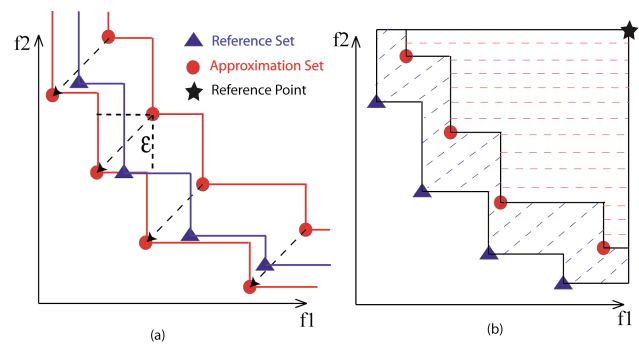 f2
Reference Set
Approximation Set
Reference Point
ε
f1
(a)
f2
f1
(b)